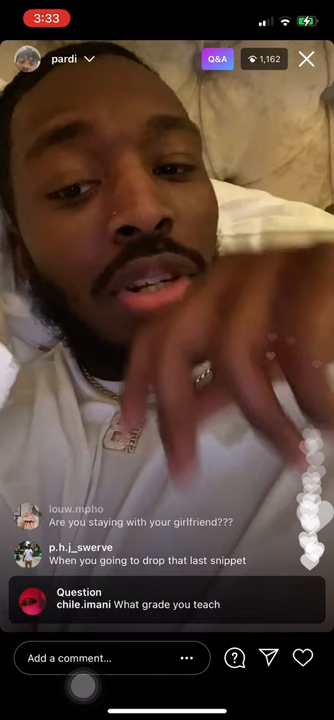 3:33
pardi
Q&A
1,162
louw.mpho
Are you staying with your girlfriend???
p.h.j_swerve
When you going to drop that last snippet
Question
chile.imani What grade you teach
Add a comment...